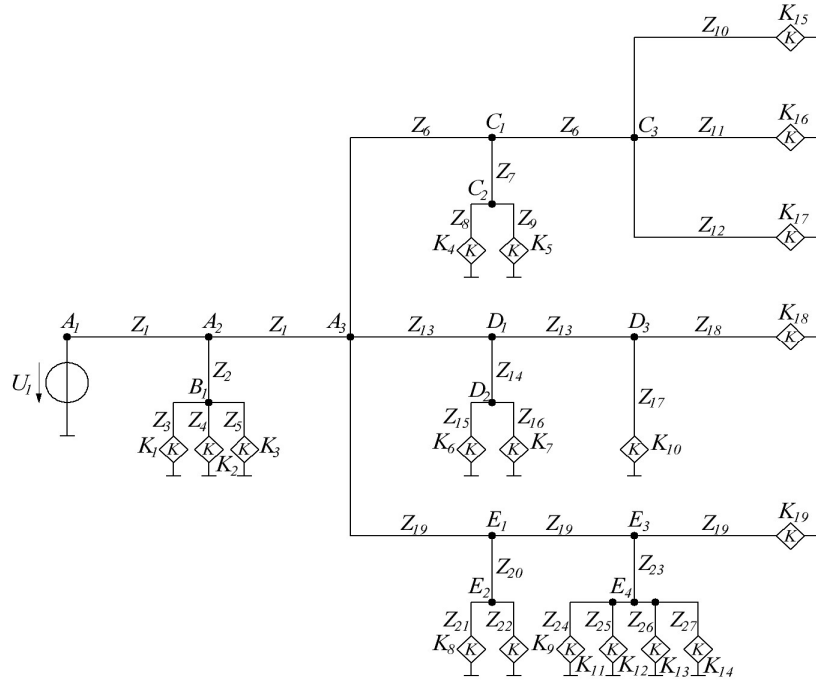 Z10 K15
K
C1 C3 K16
Z6 Z6 Z11 K
Z7
C2
Z8 Z9 Z12 K17
K4 K K K5 K
A1 A2 A3 D1 D3 K18
Z1 Z1 Z13 Z13 Z18 K
U1 Z2 Z14
B1 D2 Z17
Z3 Z4 Z5 Z15 Z16
K1 K K K K3 K6 K K K7 K K10
K2
E1 E3 K19
Z19 Z19 Z19 K
Z20 Z23
E2 E4
Z21 Z22 Z24 Z25 Z26 Z27
K8 K K K9 K K K K
K11 K12 K13 K14